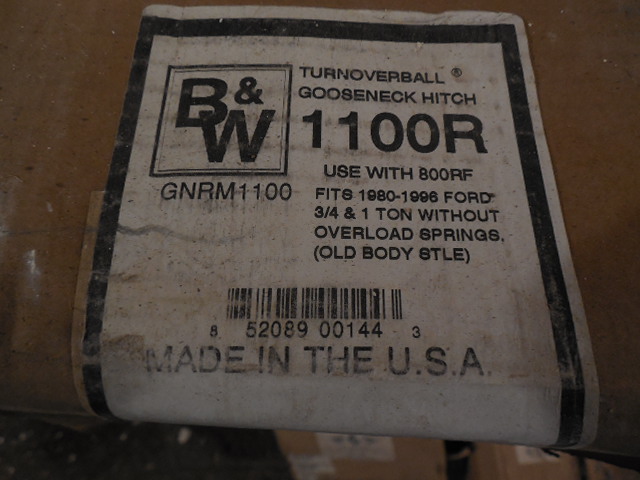 B&W
TURNOVERBALL®
GOOSENECK HITCH
1100R
GNRM1100
USE WITH 800RF
FITS 1980-1996 FORD
3/4 & 1 TON WITHOUT
OVERLOAD SPRINGS.
(OLD BODY STLE)
8 52089 00144 3
MADE IN THE U.S.A.